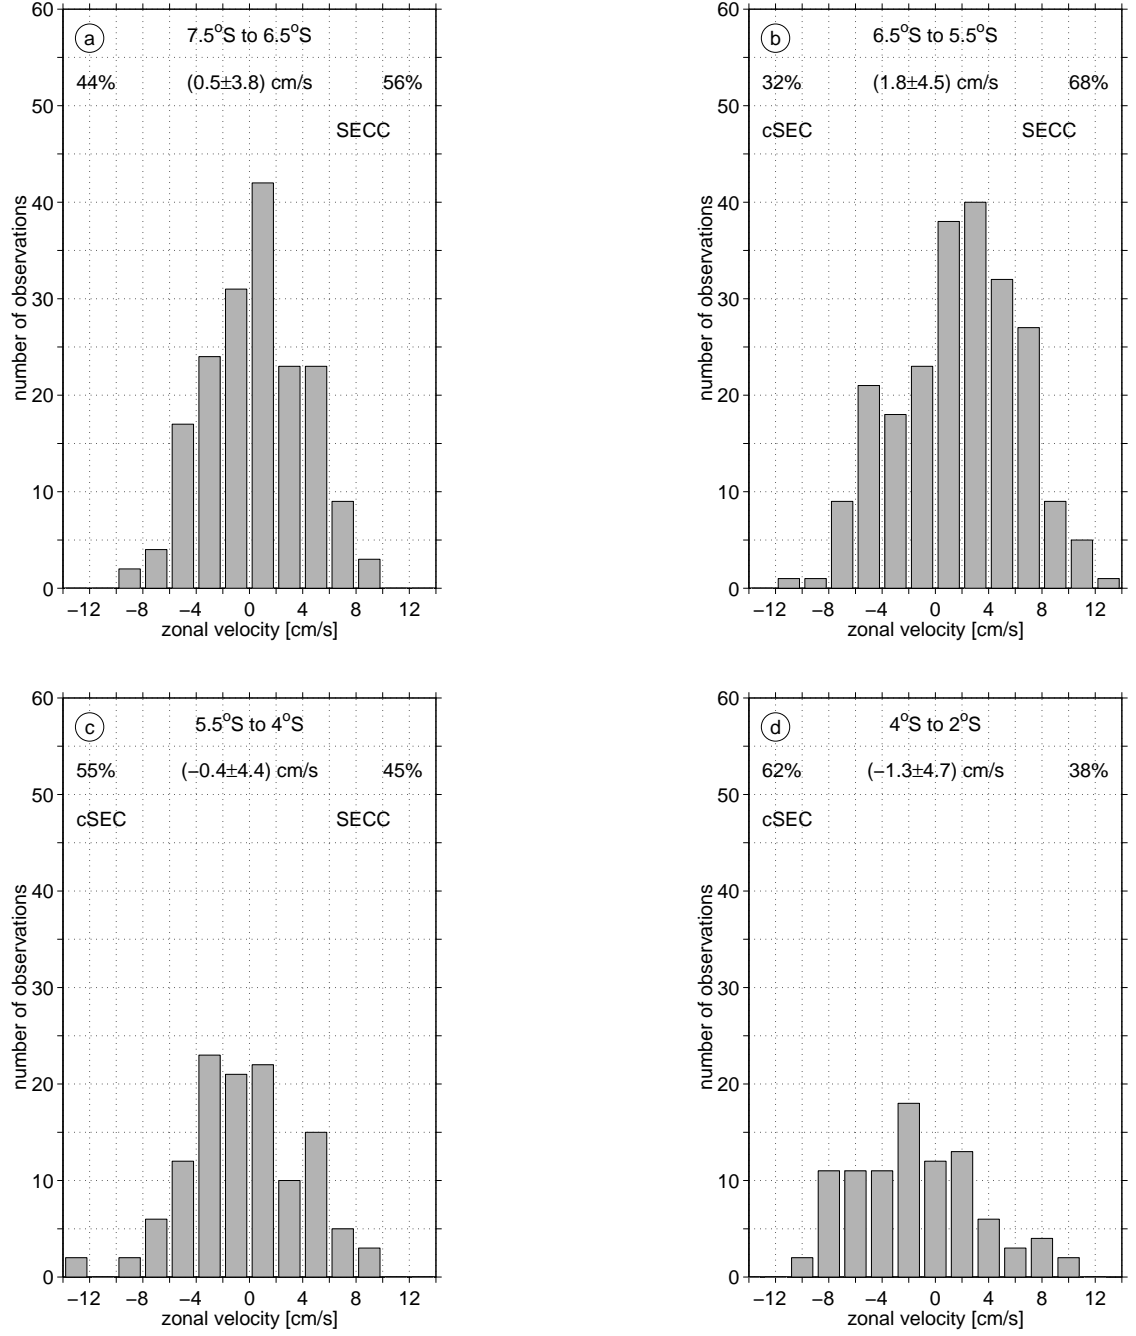 60
50
40
30
20
10
0
number of observations
a
7.5°S to 6.5°S
44% (0.5±3.8) cm/s 56%
SECC
−12 −8 −4 0 4 8 12
zonal velocity [cm/s]
60
50
40
30
20
10
0
number of observations
b
6.5°S to 5.5°S
32% (1.8±4.5) cm/s 68%
cSEC SECC
−12 −8 −4 0 4 8 12
zonal velocity [cm/s]
60
50
40
30
20
10
0
number of observations
c
5.5°S to 4°S
55% (−0.4±4.4) cm/s 45%
cSEC SECC
−12 −8 −4 0 4 8 12
zonal velocity [cm/s]
60
50
40
30
20
10
0
number of observations
d
4°S to 2°S
62% (−1.3±4.7) cm/s 38%
cSEC
−12 −8 −4 0 4 8 12
zonal velocity [cm/s]